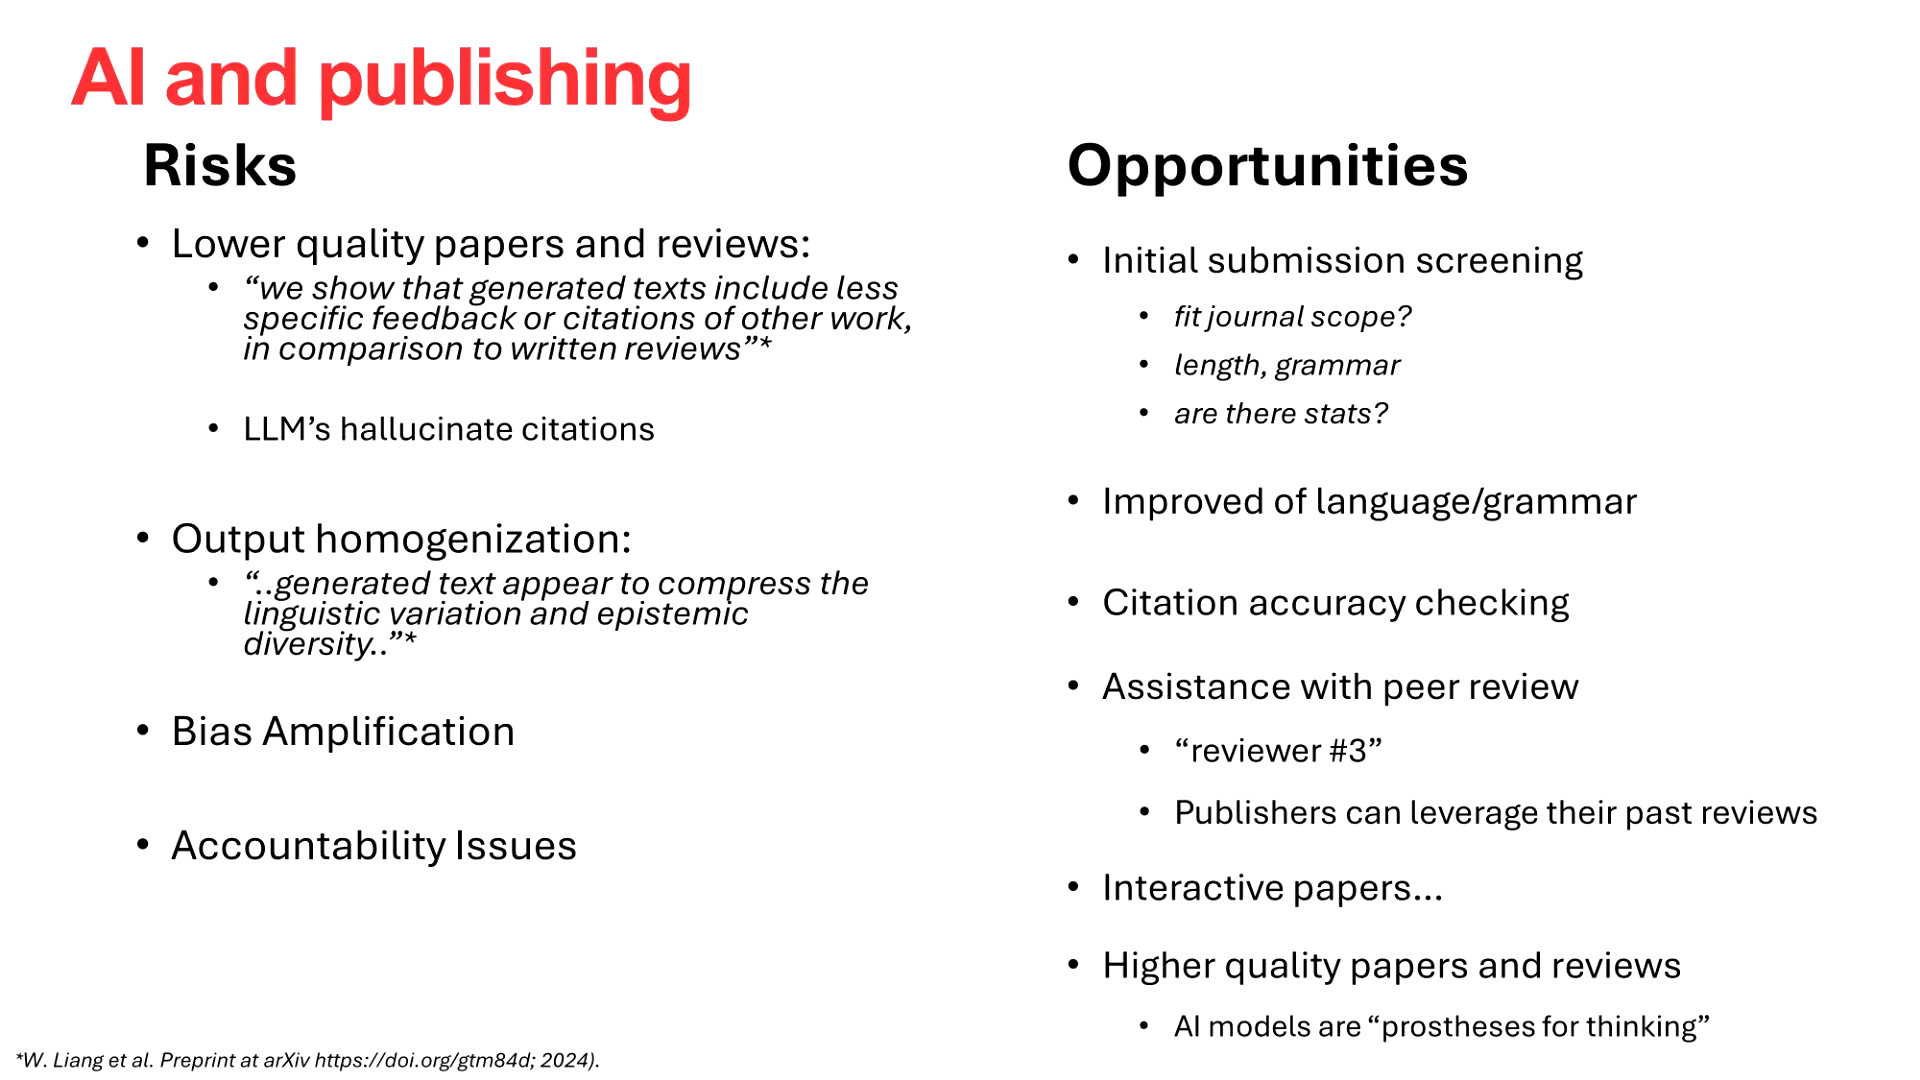 AI and publishing
Risks
• Lower quality papers and reviews:
• “we show that generated texts include less
specific feedback or citations of other work,
in comparison to written reviews”*
• LLM’s hallucinate citations
• Output homogenization:
• “..generated text appear to compress the
linguistic variation and epistemic
diversity..”*
• Bias Amplification
• Accountability Issues
Opportunities
• Initial submission screening
• fit journal scope?
• length, grammar
• are there stats?
• Improved of language/grammar
• Citation accuracy checking
• Assistance with peer review
• “reviewer #3”
• Publishers can leverage their past reviews
• Interactive papers...
• Higher quality papers and reviews
• AI models are “prostheses for thinking”
*W. Liang et al. Preprint at arXiv https://doi.org/gtm84d; 2024).